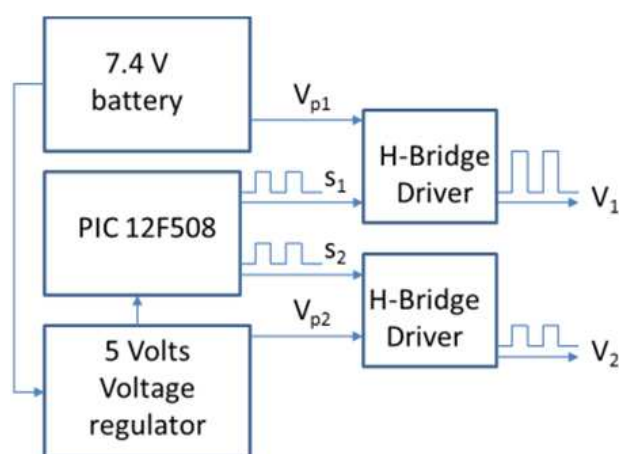 7.4 V
battery
Vp1
H-Bridge
Driver
V1
PIC 12F508
s1
s2
Vp2
H-Bridge
Driver
V2
5 Volts
Voltage
regulator